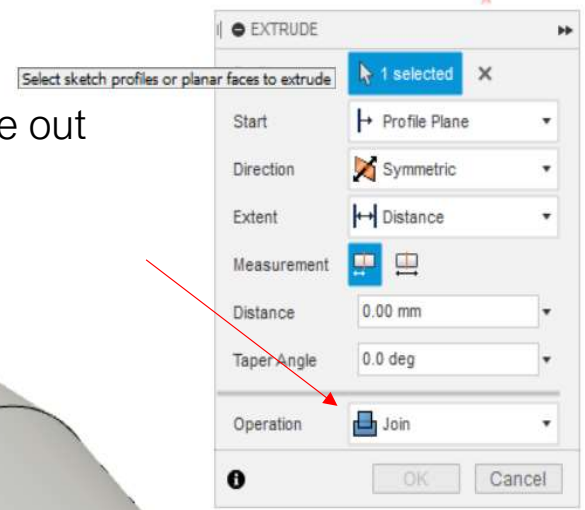 EXTRUDE
Select sketch profiles or planar faces to extrude
1 selected
e out
Start Profile Plane
Direction Symmetric
Extent Distance
Measurement
Distance 0.00 mm
Taper Angle 0.0 deg
Operation Join
OK Cancel